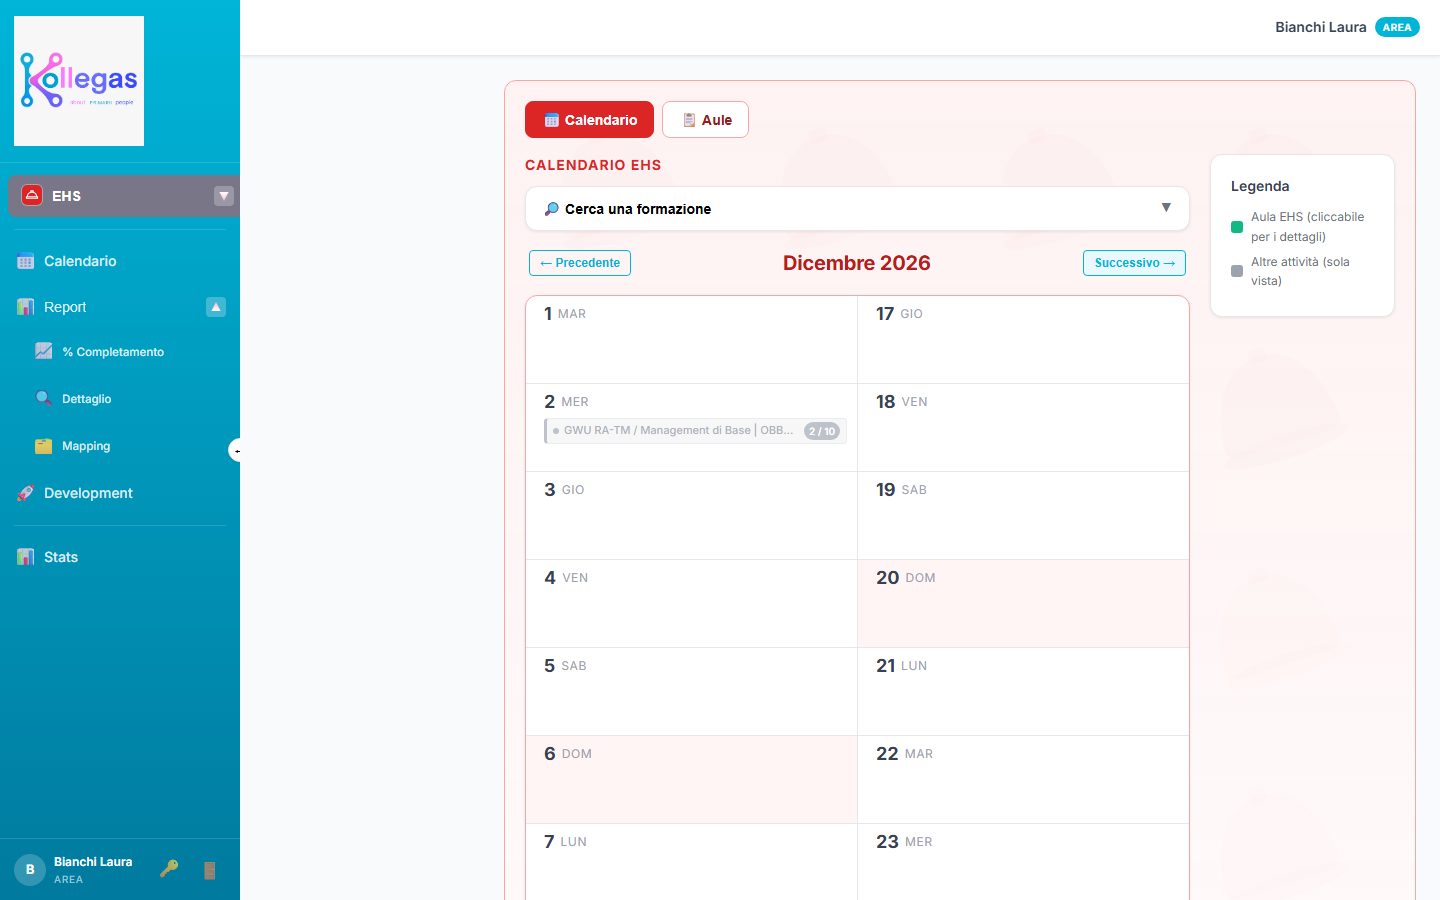 Kollegas
about PRIMARK people
EHS
▼
Calendario
Report
▲
% Completamento
Dettaglio
Mapping
Development
Stats
B
Bianchi Laura
AREA
Bianchi Laura AREA
Calendario
Aule
CALENDARIO EHS
Cerca una formazione ▼
← Precedente
Dicembre 2026
Successivo →
1 MAR
17 GIO
2 MER
GWU RA-TM / Management di Base | OBB... 2 / 10
18 VEN
3 GIO
19 SAB
4 VEN
20 DOM
5 SAB
21 LUN
6 DOM
22 MAR
7 LUN
23 MER
Legenda
Aula EHS (cliccabile
per i dettagli)
Altre attività (sola
vista)